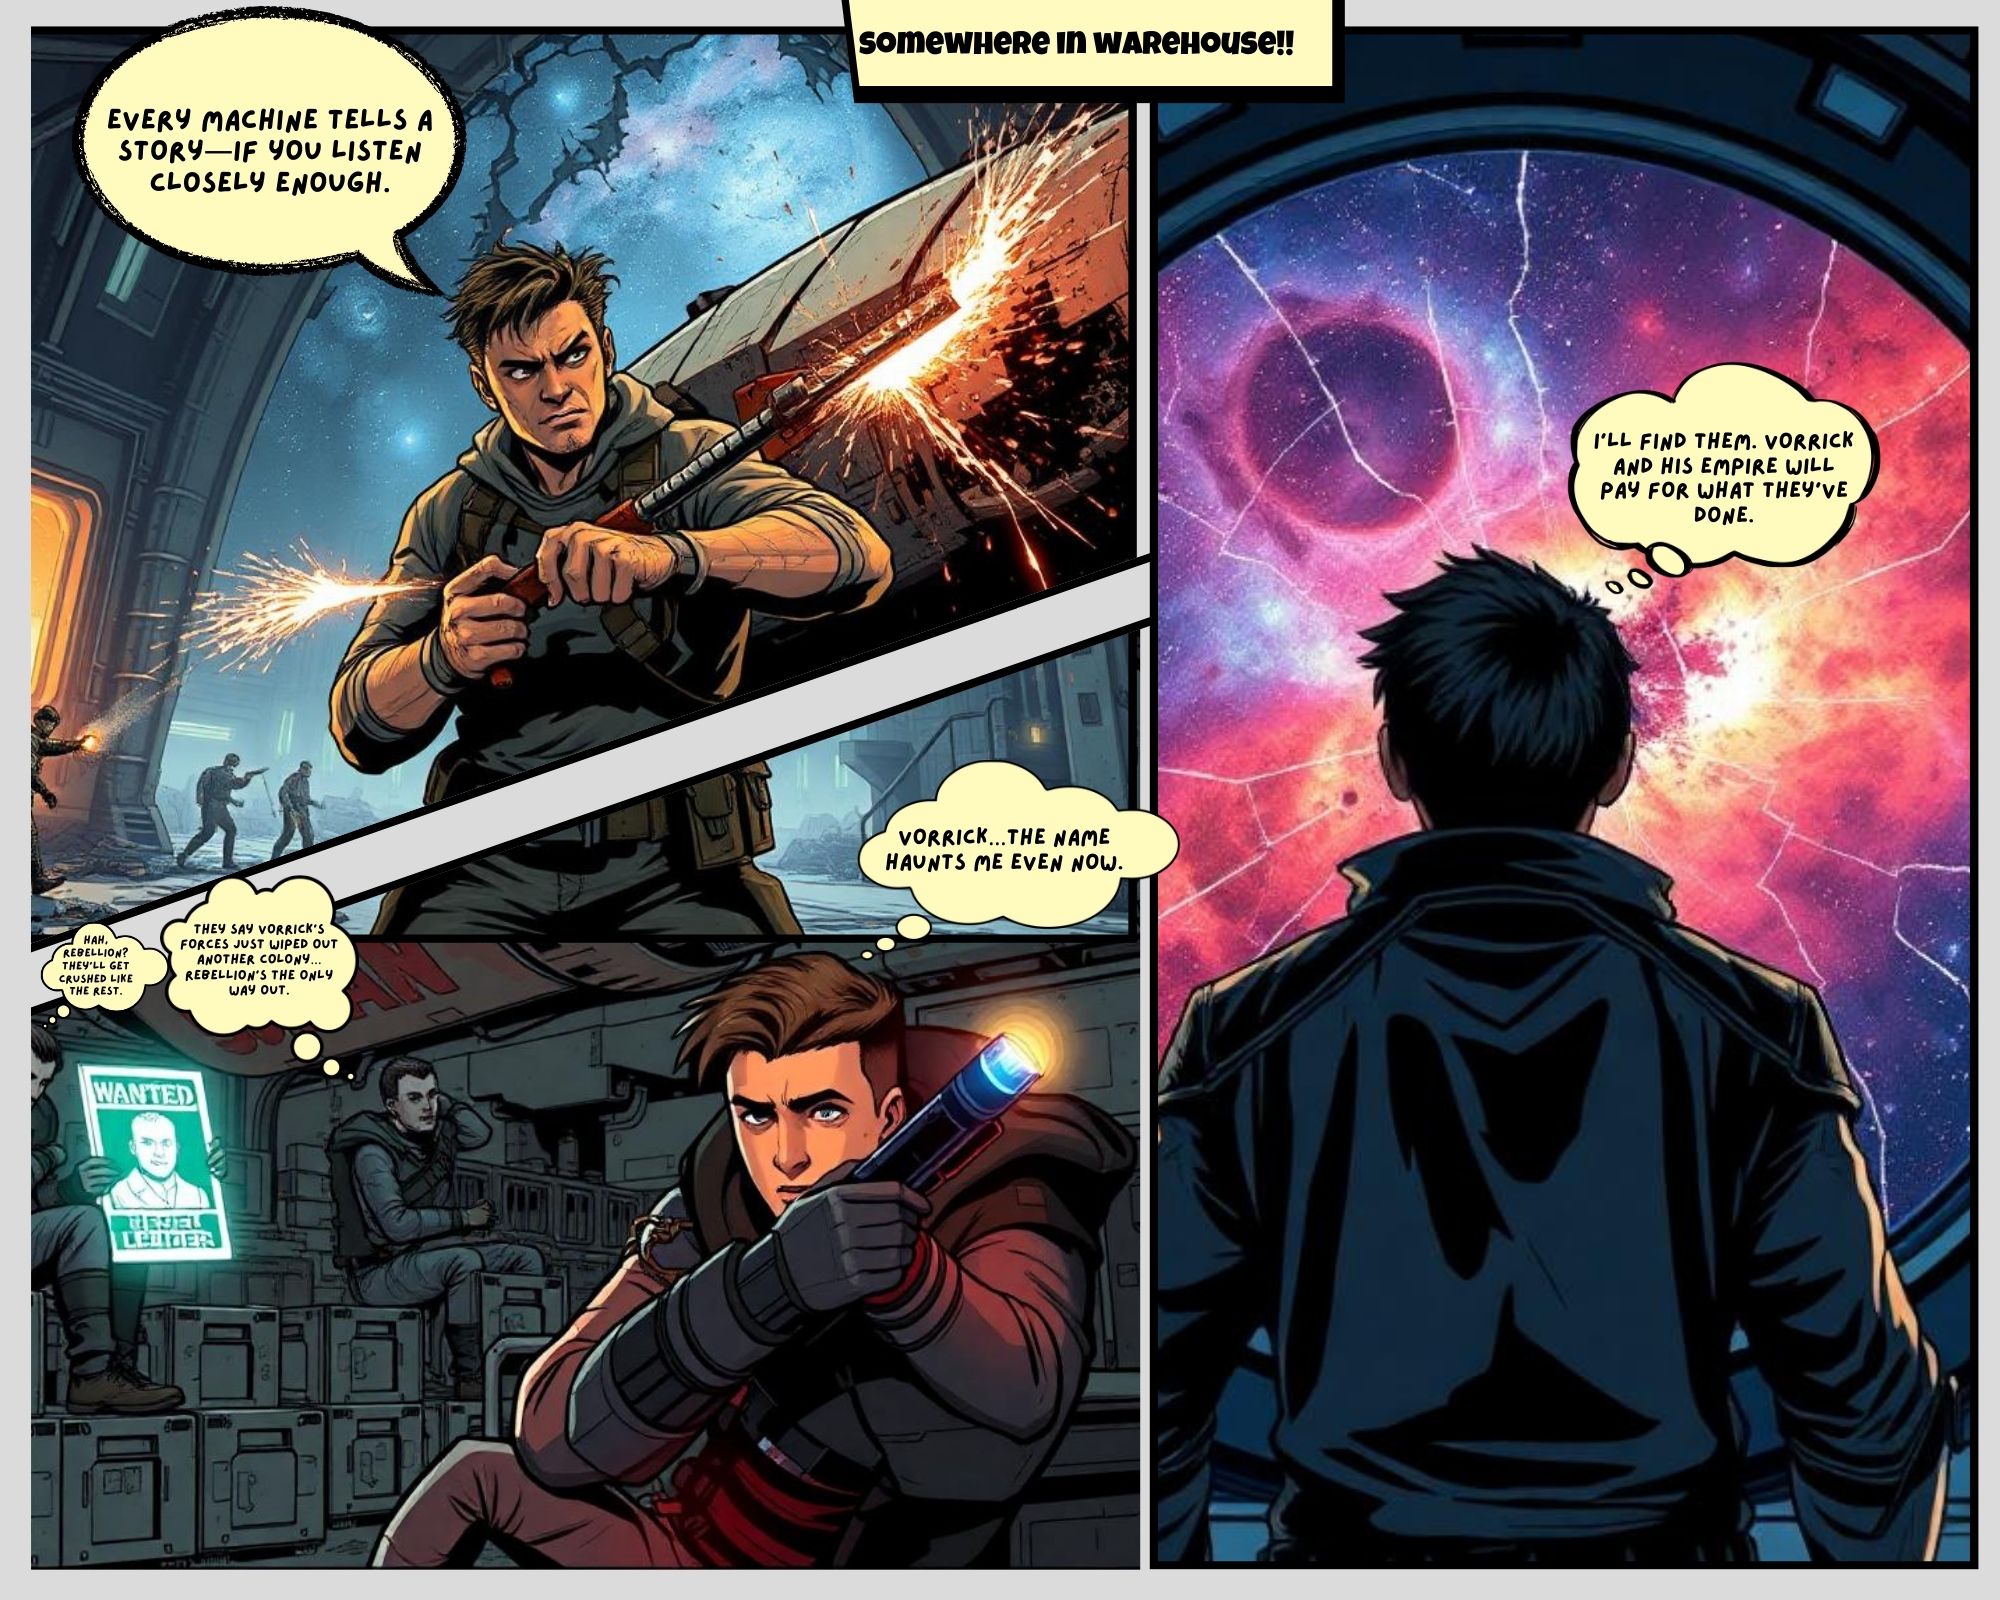 SOMEWHERE IN WAREHOUSE!!
EVERY MACHINE TELLS A
STORY—IF YOU LISTEN
CLOSELY ENOUGH.
I'LL FIND THEM. VORRICK
AND HIS EMPIRE WILL
PAY FOR WHAT THEY'VE
DONE.
VORRICK...THE NAME
HAUNTS ME EVEN NOW.
HAH,
REBELLION?
THEY'LL GET
CRUSHED LIKE
THE REST.
THEY SAY VORRICK'S
FORCES JUST WIPED OUT
ANOTHER COLONY...
REBELLION'S THE ONLY
WAY OUT.
WANTED